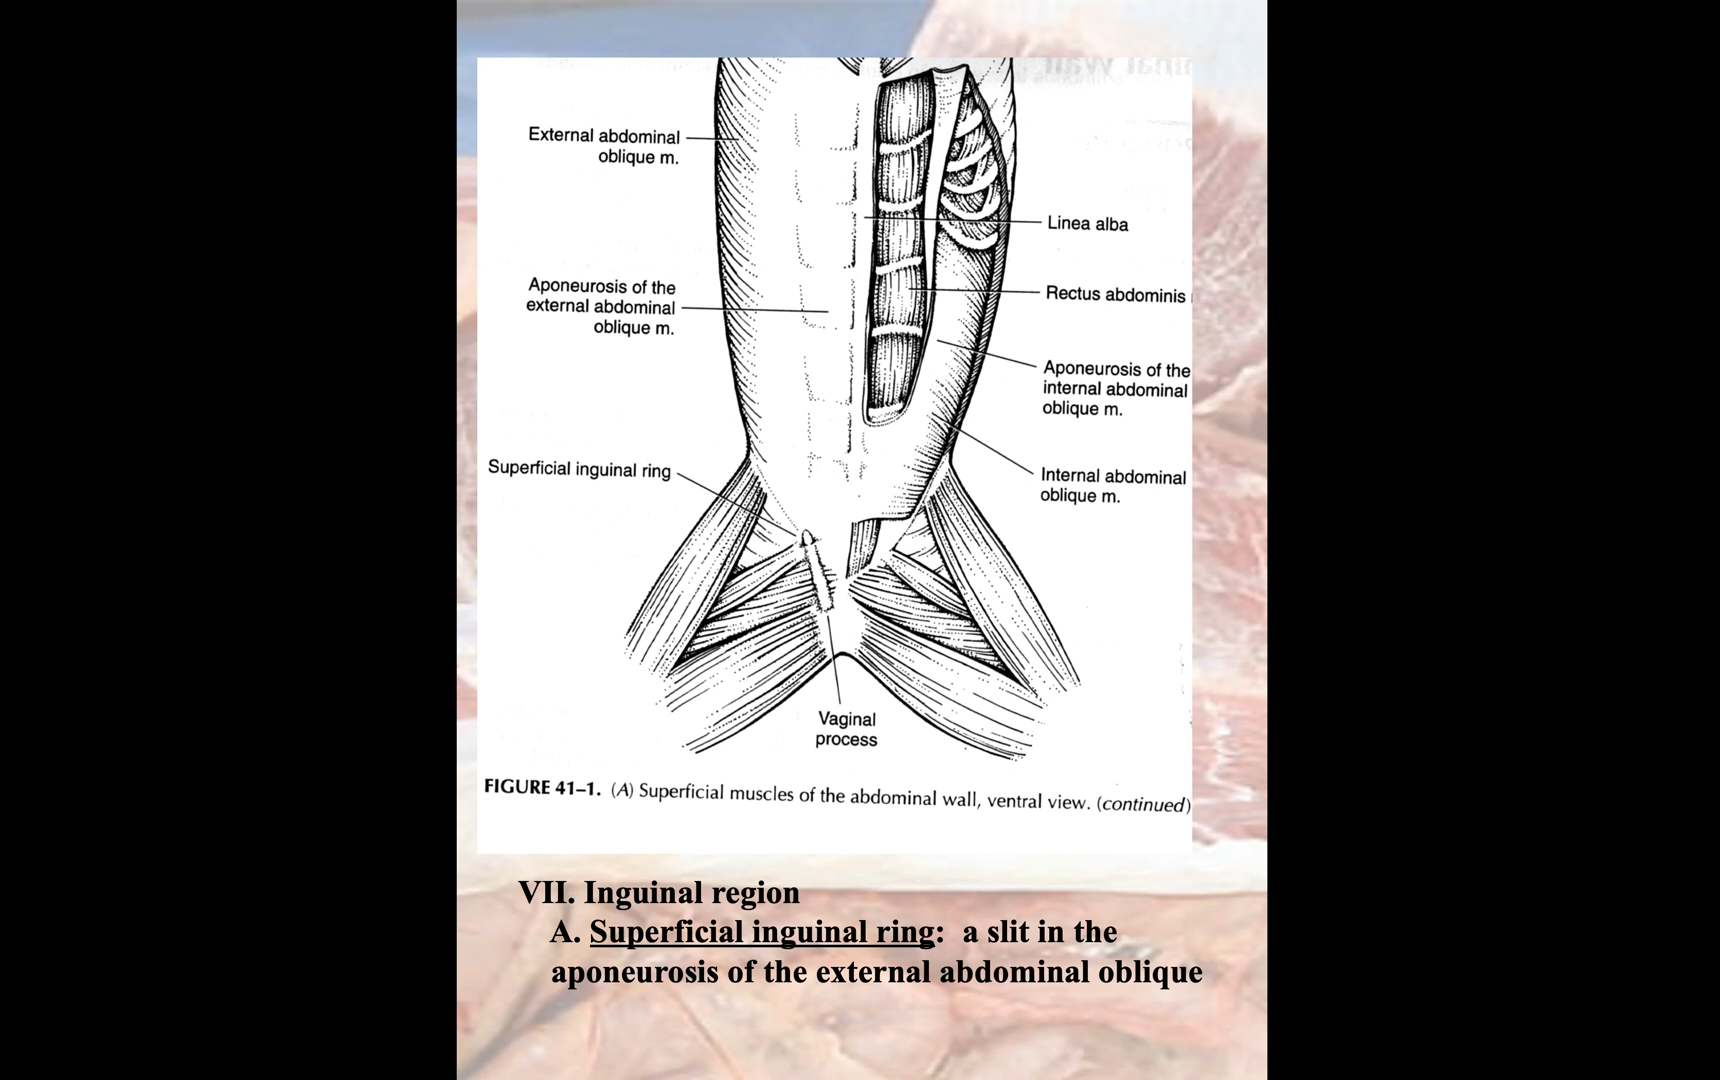 External abdominal
oblique m.
Linea alba
Aponeurosis of the
external abdominal
oblique m.
Rectus abdominis
Aponeurosis of the
internal abdominal
oblique m.
Superficial inguinal ring
Internal abdominal
oblique m.
Vaginal
process
FIGURE 41–1. (A) Superficial muscles of the abdominal wall, ventral view. (continued)
VII. Inguinal region
A. Superficial inguinal ring: a slit in the
aponeurosis of the external abdominal oblique